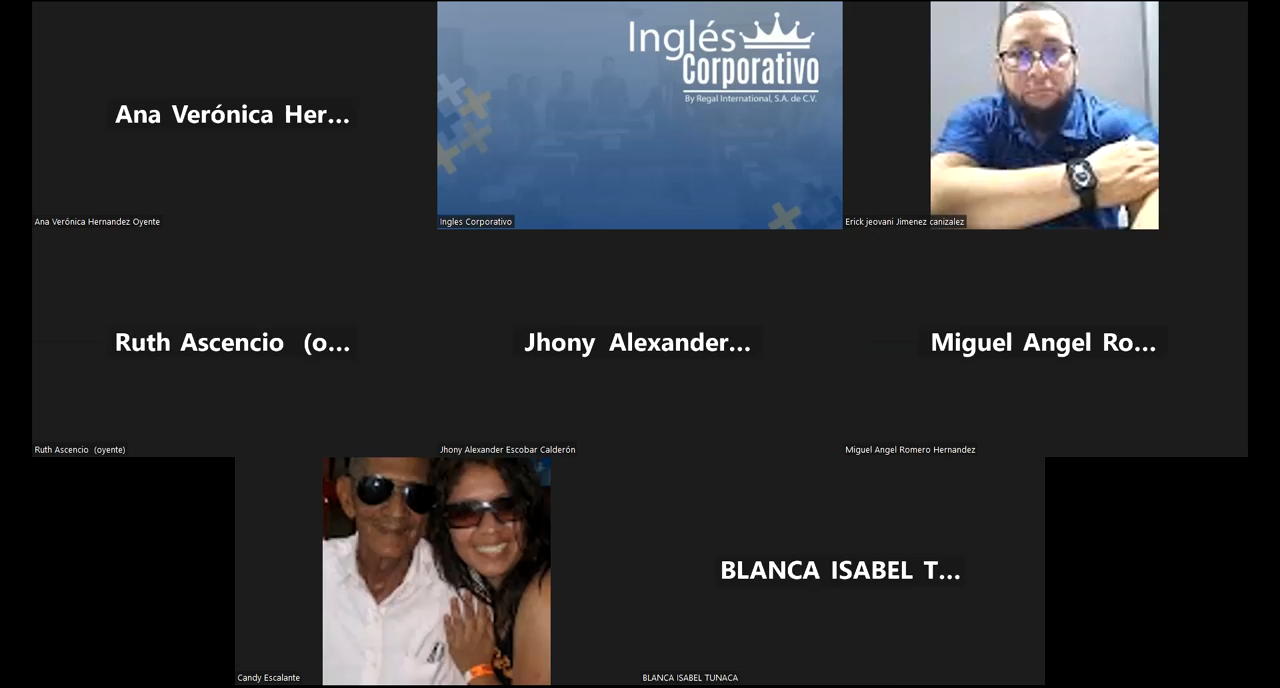 Ana Verónica Her...
Ana Verónica Hernandez Oyente
Inglés
Corporativo
By Regal International, S.A. de C.V.
Ingles Corporativo
Erick jeovani Jimenez canizalez
Ruth Ascencio (o...
Ruth Ascencio (oyente)
Jhony Alexander...
Jhony Alexander Escobar Calderón
Miguel Angel Ro...
Miguel Angel Romero Hernandez
Candy Escalante
BLANCA ISABEL T...
BLANCA ISABEL TUNACA